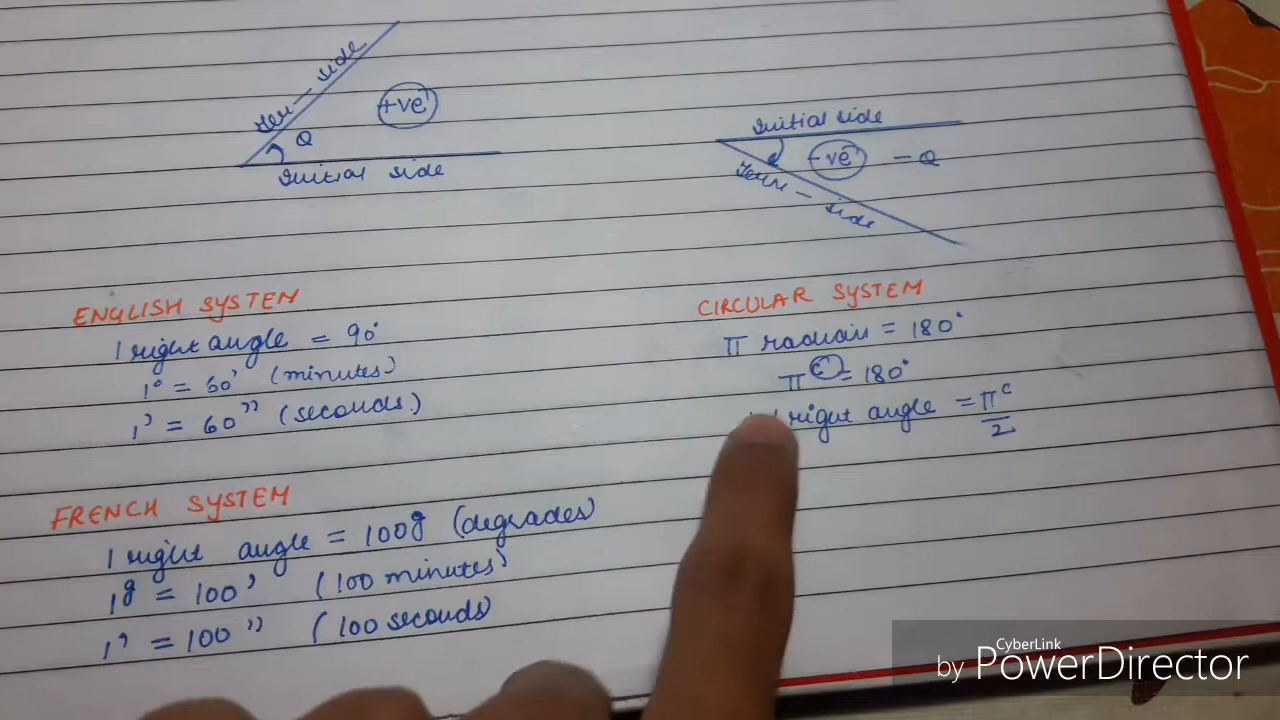 Ter - side
+ve
θ
Initial side
Initial side
-ve - θ
Term - side
ENGLISH SYSTEM
1 right angle = 90°
1° = 60' (minutes)
1' = 60'' (seconds)
FRENCH SYSTEM
1 right angle = 100g (degrades)
1g = 100' (100 minutes)
1' = 100'' (100 seconds)
CIRCULAR SYSTEM
π radian = 180°
π c = 180°
1 right angle = π^c/2
CyberLink
by PowerDirector